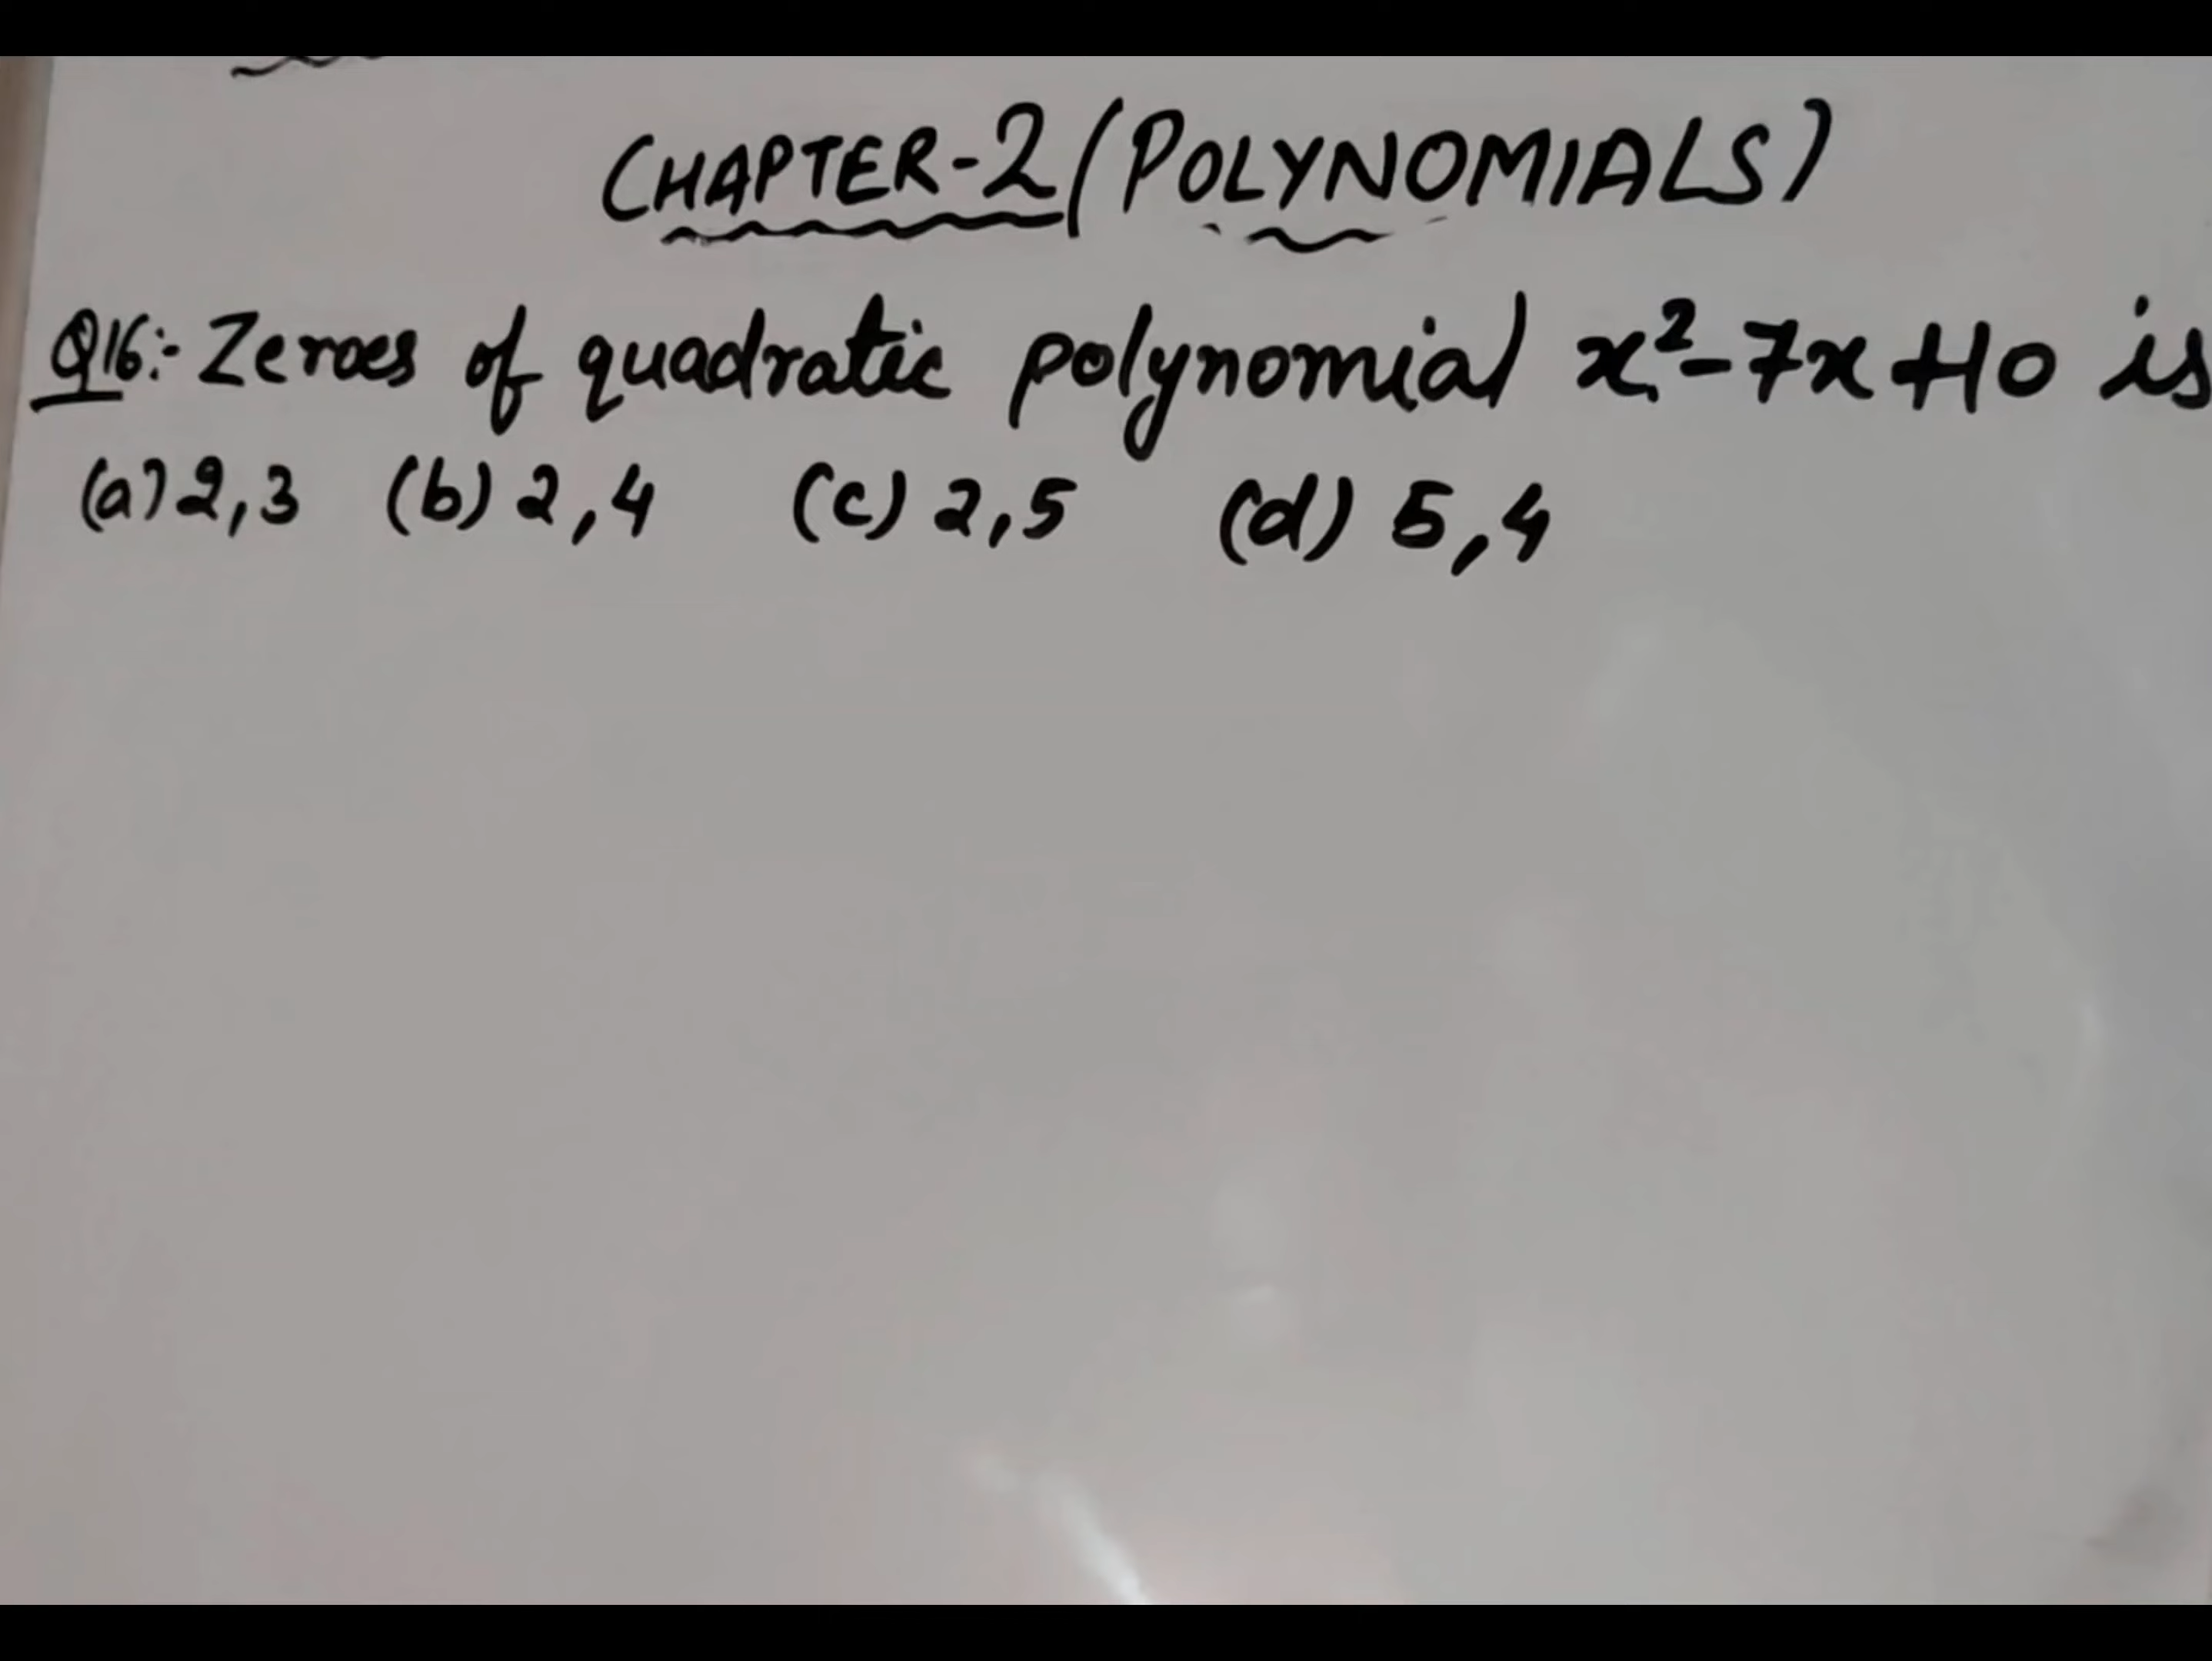 CHAPTER-2 (POLYNOMIALS)
Q16:- Zeroes of quadratic polynomial x²-7x+10 is
(a) 2,3 (b) 2,4 (c) 2,5 (d) 5,4